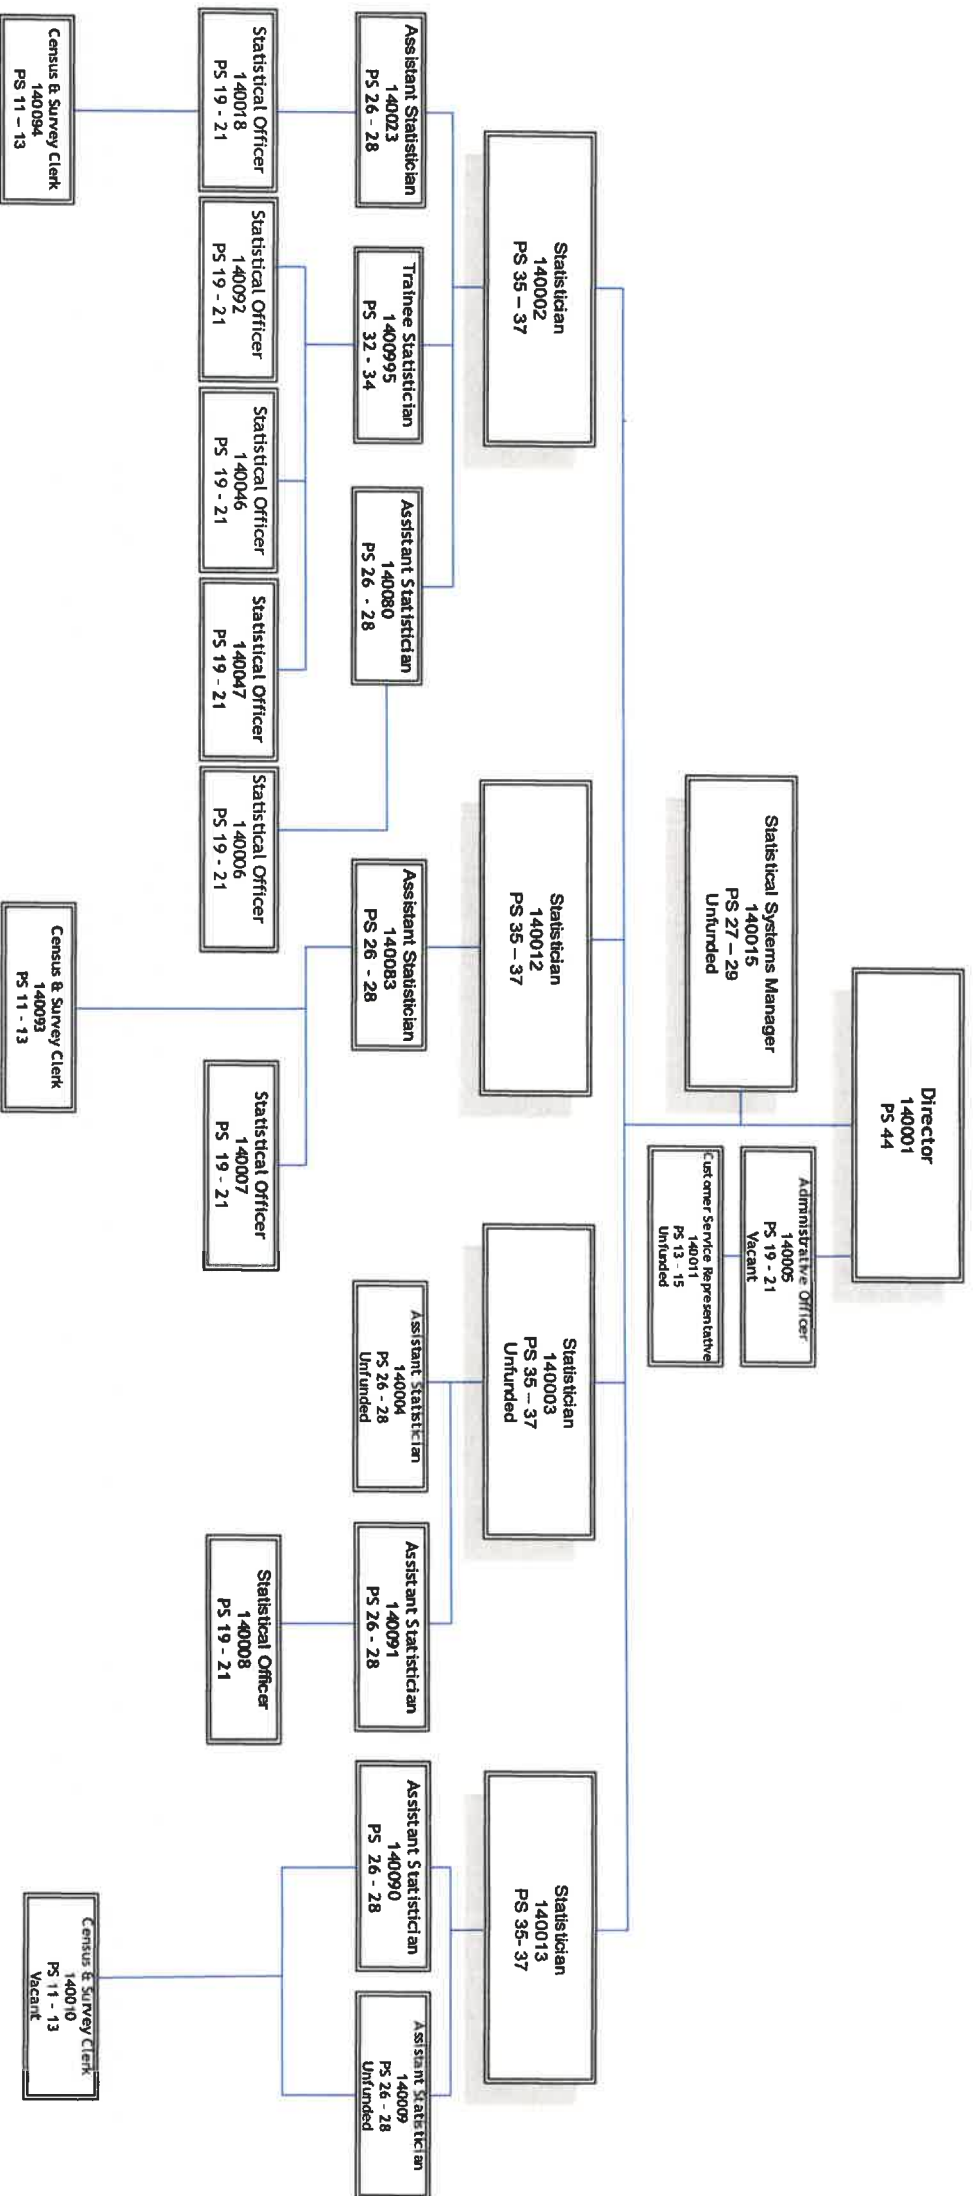 Director
140001
PS 44
Administrative Officer
140005
PS 19 - 21
Vacant
Customer Service Representative
140011
PS 13 - 15
Unfunded
Statistical Systems Manager
140015
PS 27 – 29
Unfunded
Statistician
140002
PS 35 – 37
Statistician
140012
PS 35 – 37
Statistician
140003
PS 35 – 37
Unfunded
Statistician
140013
PS 35- 37
Assistant Statistician
140023
PS 26 - 28
Trainee Statistician
1400995
PS 32 - 34
Assistant Statistician
140080
PS 26 - 28
Assistant Statistician
140083
PS 26 - 28
Assistant Statistician
140004
PS 26 - 28
Unfunded
Assistant Statistician
140091
PS 26 - 28
Assistant Statistician
140090
PS 26 - 28
Assistant Statistician
140009
PS 26 - 28
Unfunded
Statistical Officer
140018
PS 19 - 21
Statistical Officer
140092
PS 19 - 21
Statistical Officer
140046
PS 19 - 21
Statistical Officer
140047
PS 19 - 21
Statistical Officer
140006
PS 19 - 21
Statistical Officer
140007
PS 19 - 21
Statistical Officer
140008
PS 19 - 21
Census & Survey Clerk
140094
PS 11 – 13
Census & Survey Clerk
140093
PS 11 - 13
Census & Survey Clerk
140010
PS 11 - 13
Vacant